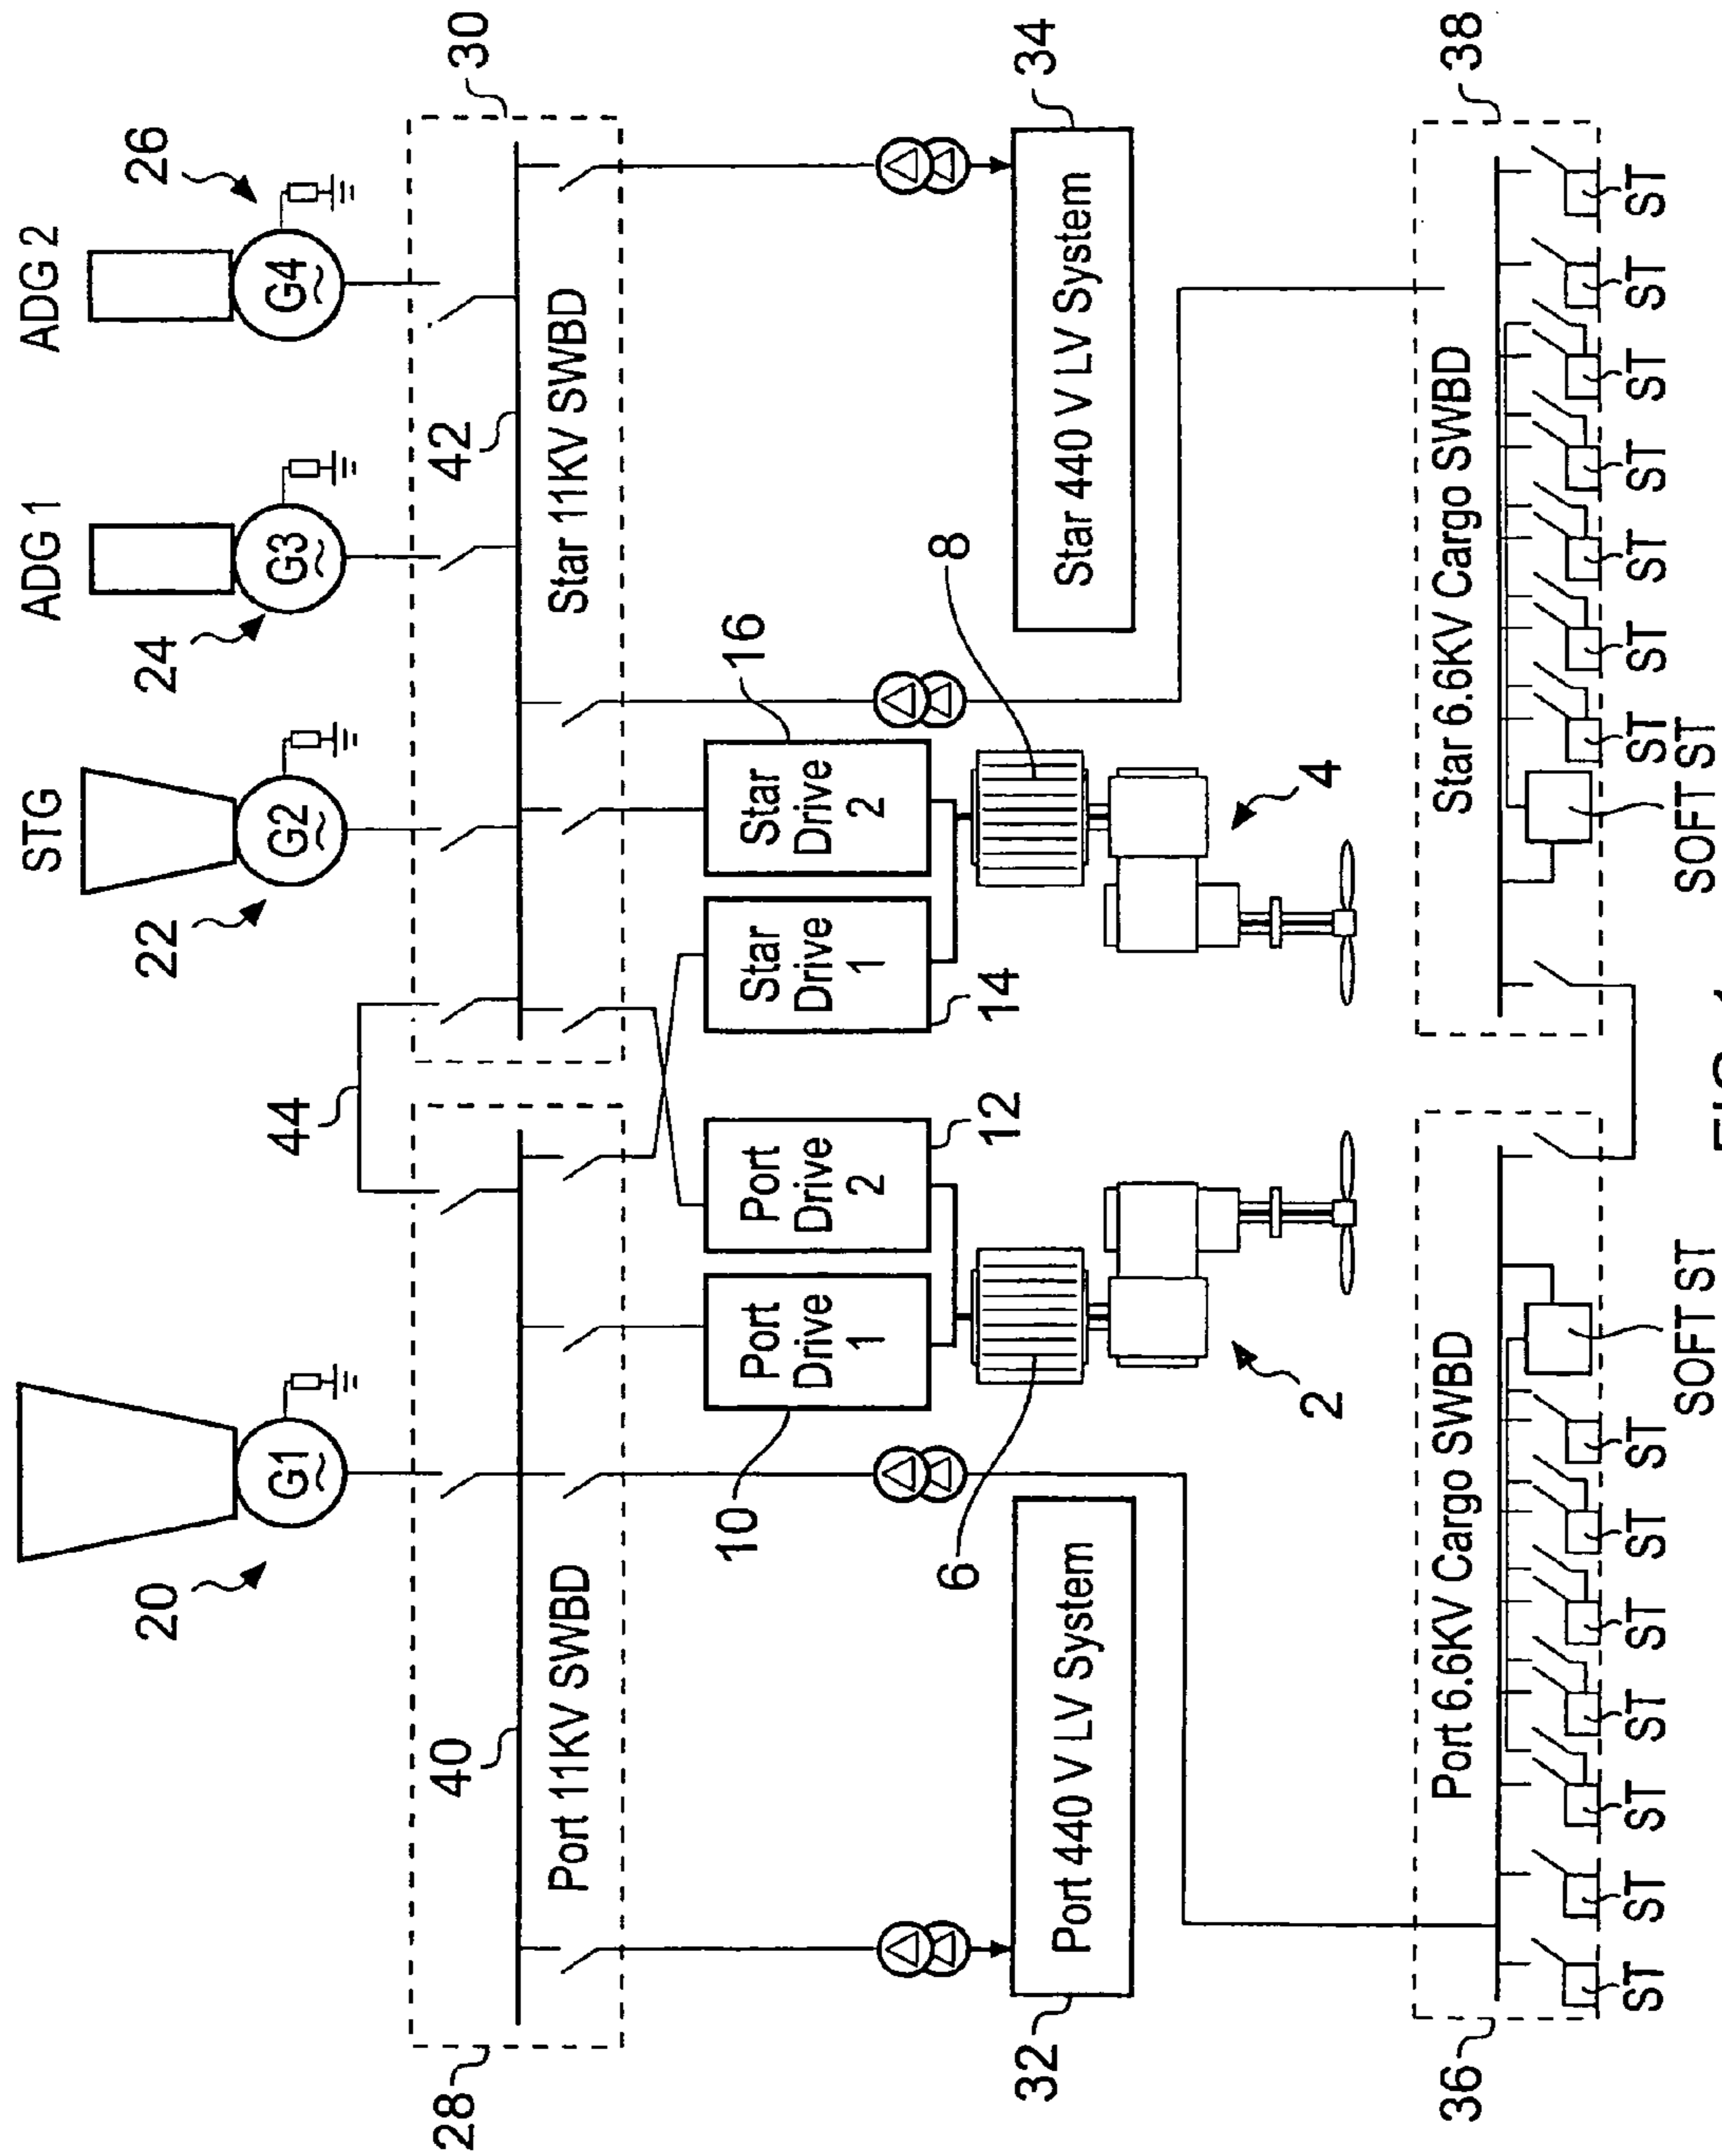 STG
ADG 1
ADG 2
20
22
24
26
G1
G2
G3
G4
44
28
30
40
42
Port 11KV SWBD
Star 11KV SWBD
10
Port
Drive
1
Port
Drive
2
12
Star
Drive
1
14
Star
Drive
2
16
6
8
2
4
32
Port 440 V LV System
Star 440 V LV System
34
36
Port 6.6KV Cargo SWBD
Star 6.6KV Cargo SWBD
38
ST
ST
ST
ST
ST
ST
ST
SOFT ST
SOFT ST
ST
ST
ST
ST
ST
ST
ST